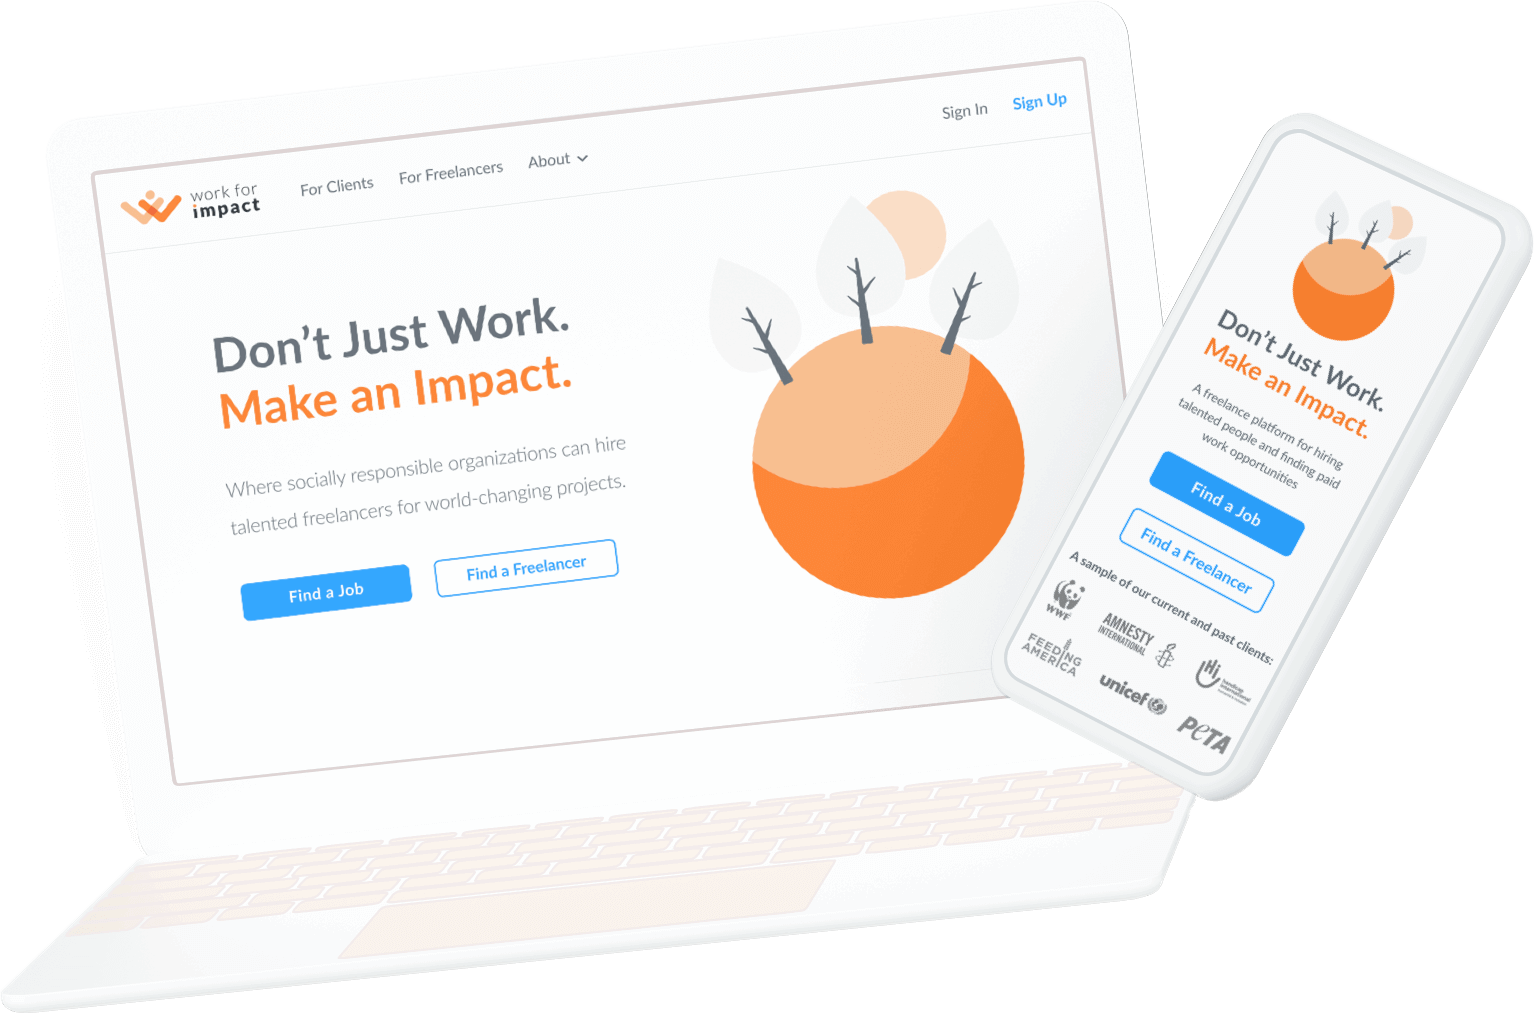 work for
impact
For Clients
For Freelancers
About
Sign In
Sign Up
Don’t Just Work.
Make an Impact.
Where socially responsible organizations can hire
talented freelancers for world-changing projects.
Find a Job
Find a Freelancer
Don’t Just Work.
Make an Impact.
A freelance platform for hiring
talented people and finding paid
work opportunities
Find a Job
Find a Freelancer
A sample of our current and past clients:
WWF
AMNESTY
INTERNATIONAL
Hi
handicap
international
FEEDING
AMERICA
unicef
PeTA